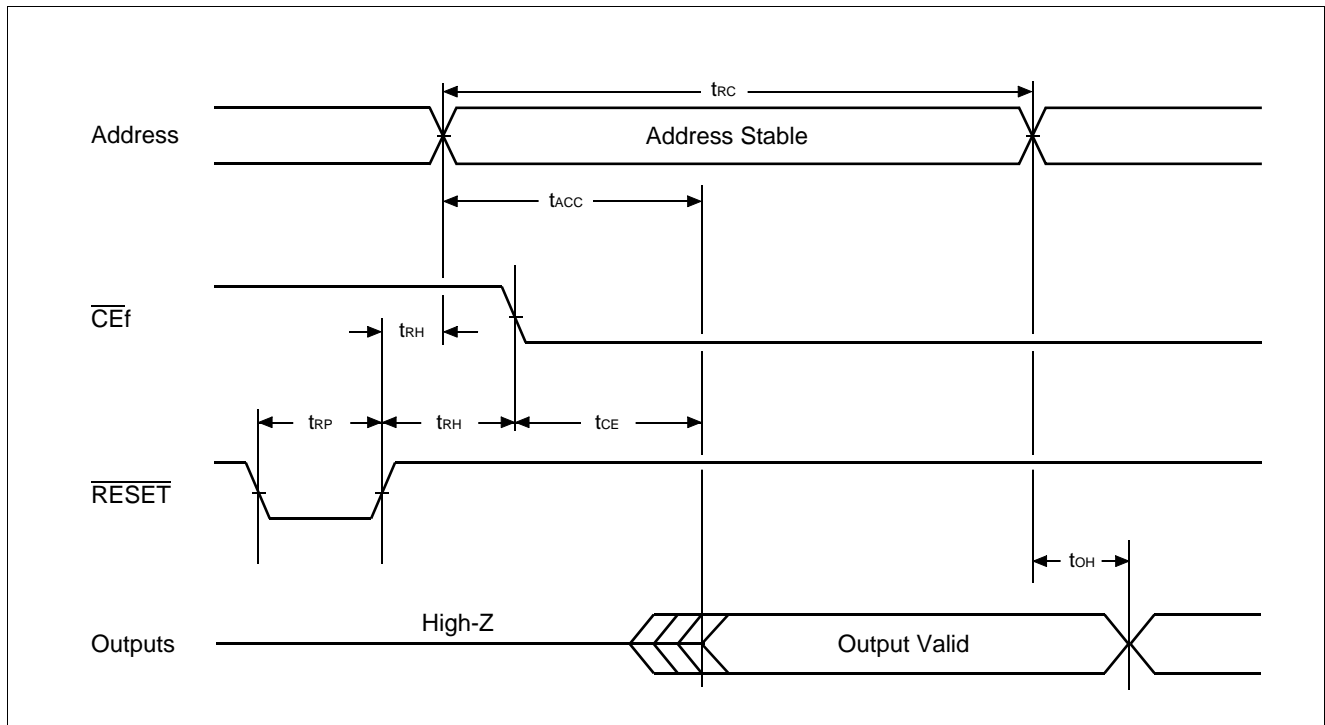 tRC
Address
Address Stable
tACC
CEf
tRH
tRP
tRH
tCE
RESET
tOH
High-Z
Outputs
Output Valid